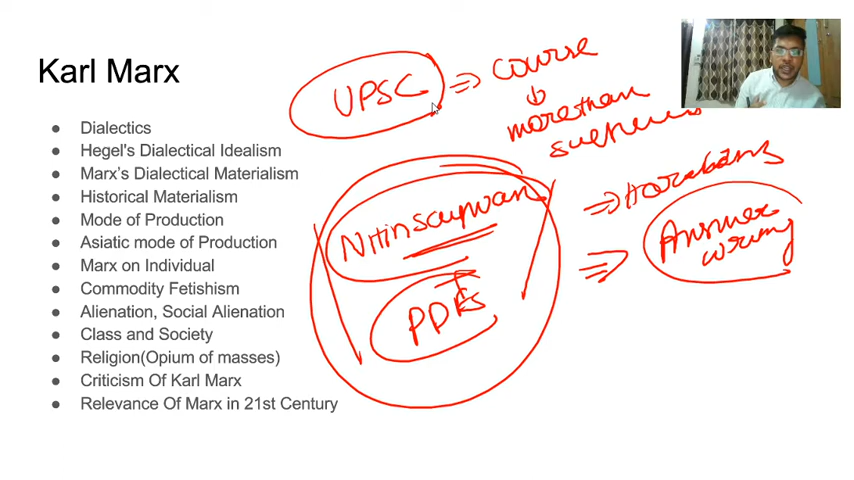 Karl Marx
UPSC ⇒ course
more than
Dialectics
Hegel's Dialectical Idealism
Marx's Dialectical Materialism
Historical Materialism
Mode of Production
Asiatic mode of Production
Marx on Individual
Commodity Fetishism
Alienation, Social Alienation
Class and Society
Religion(Opium of masses)
Criticism Of Karl Marx
Relevance Of Marx in 21st Century
PDFs
⇒ Answer